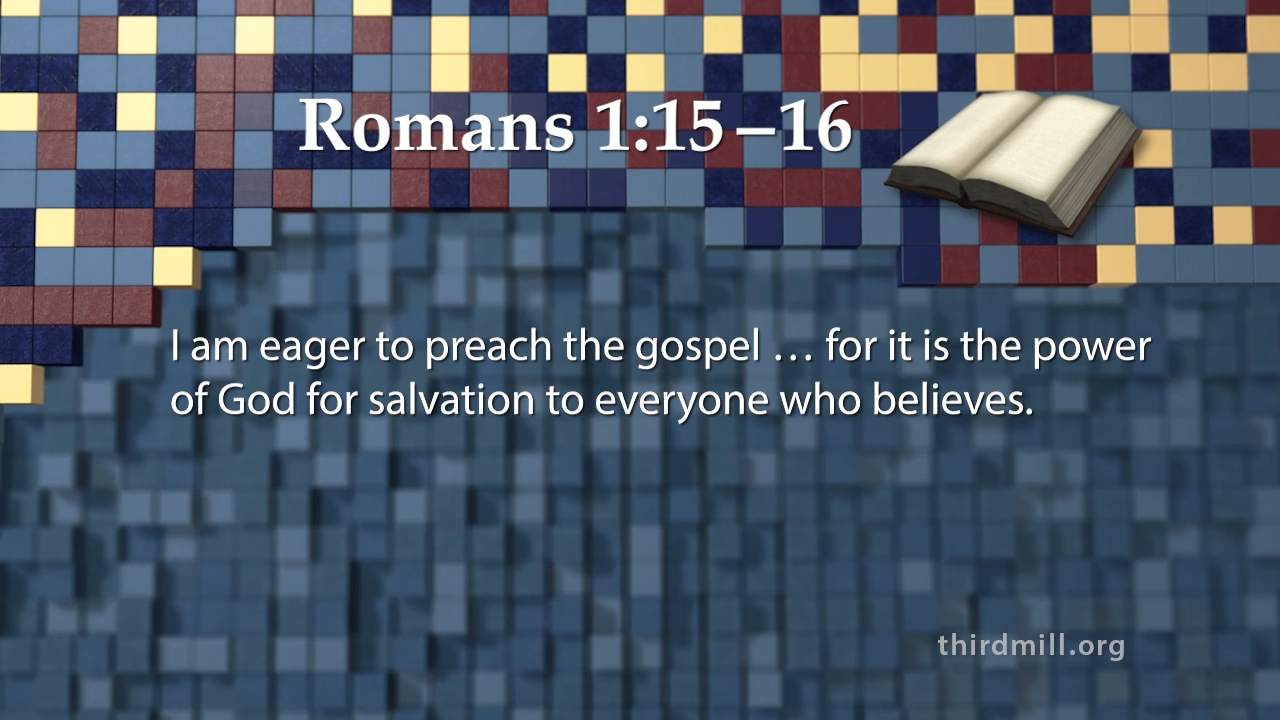 Romans 1:15–16
I am eager to preach the gospel … for it is the power
of God for salvation to everyone who believes.
thirdmill.org